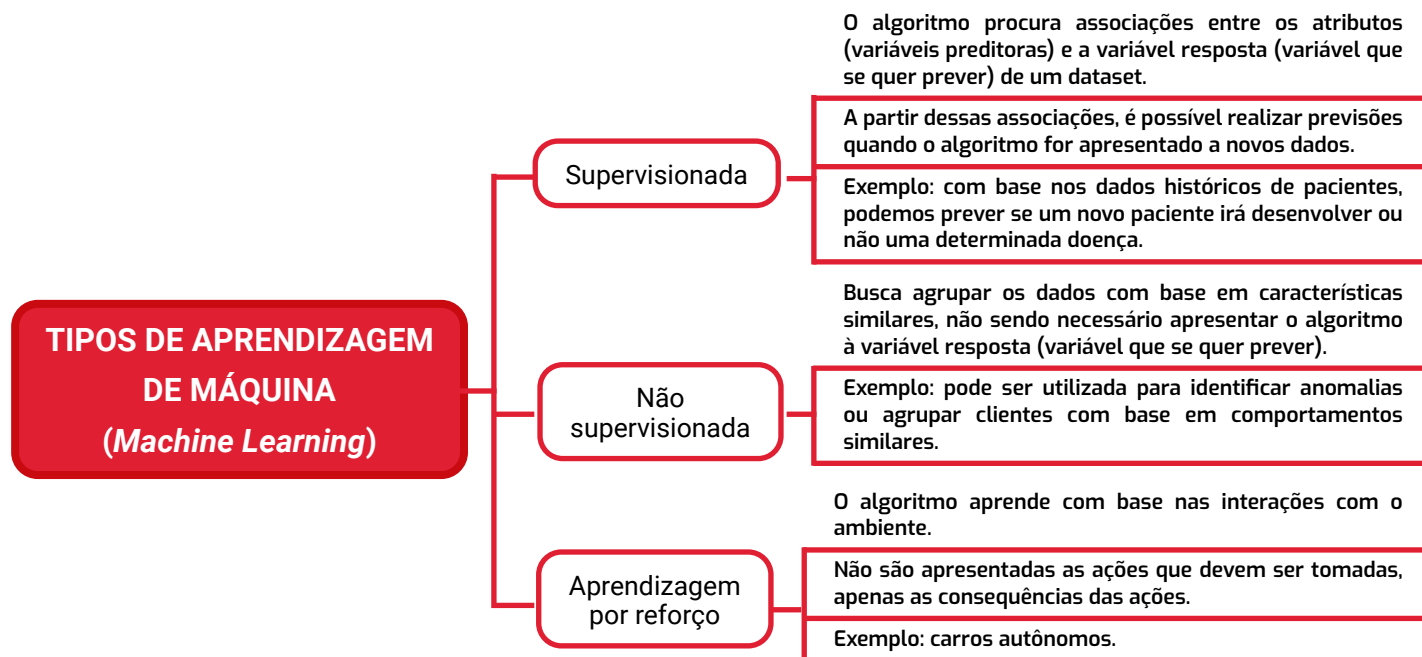 TIPOS DE APRENDIZAGEM
DE MÁQUINA
(Machine Learning)
Supervisionada
O algoritmo procura associações entre os atributos
(variáveis preditoras) e a variável resposta (variável que
se quer prever) de um dataset.
A partir dessas associações, é possível realizar previsões
quando o algoritmo for apresentado a novos dados.
Exemplo: com base nos dados históricos de pacientes,
podemos prever se um novo paciente irá desenvolver ou
não uma determinada doença.
Não
supervisionada
Busca agrupar os dados com base em características
similares, não sendo necessário apresentar o algoritmo
à variável resposta (variável que se quer prever).
Exemplo: pode ser utilizada para identificar anomalias
ou agrupar clientes com base em comportamentos
similares.
Aprendizagem
por reforço
O algoritmo aprende com base nas interações com o
ambiente.
Não são apresentadas as ações que devem ser tomadas,
apenas as consequências das ações.
Exemplo: carros autônomos.